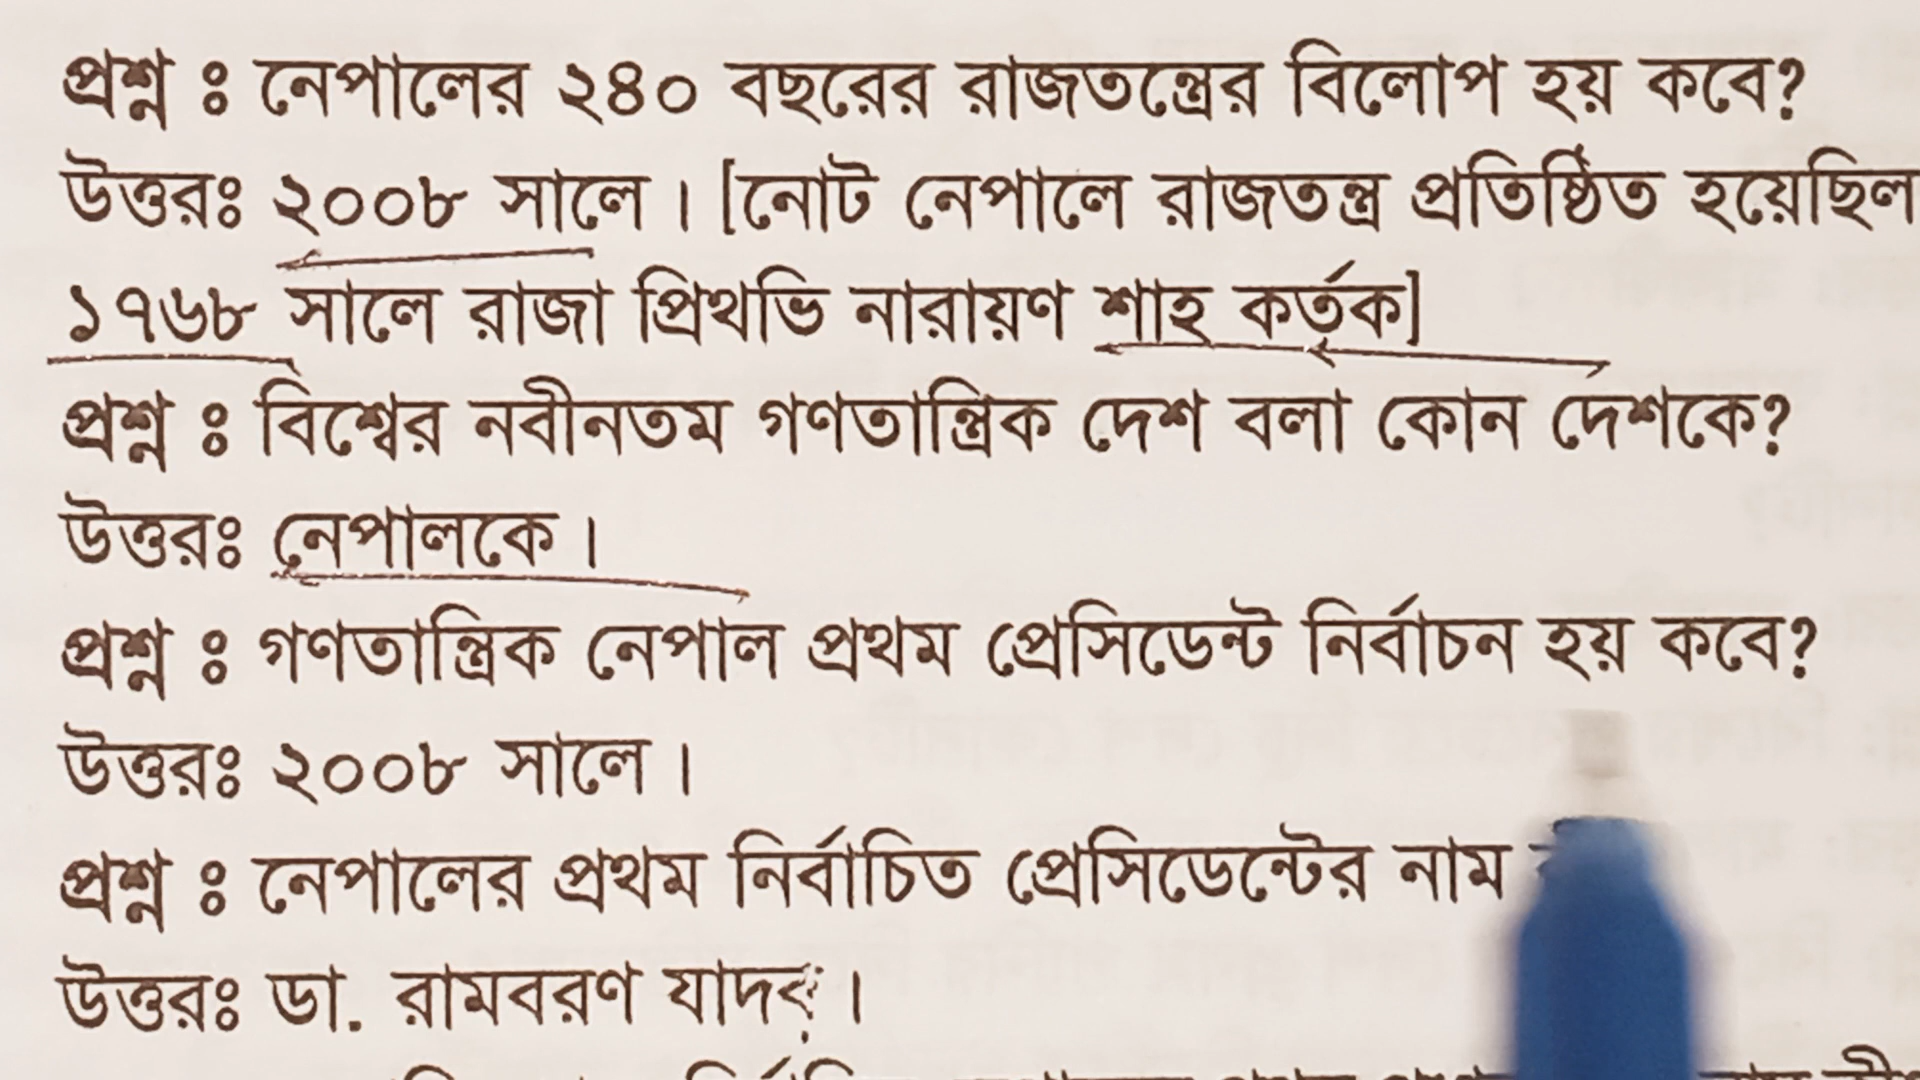 প্রশ্ন ঃ নেপালের ২৪০ বছরের রাজতন্ত্রের বিলোপ হয় কবে?
উত্তরঃ ২০০৮ সালে। [নোট নেপালে রাজতন্ত্র প্রতিষ্ঠিত হয়েছিল
১৭৬৮ সালে রাজা প্রিথভি নারায়ণ শাহ কর্তৃক]
প্রশ্ন ঃ বিশ্বের নবীনতম গণতান্ত্রিক দেশ বলা কোন দেশকে?
উত্তরঃ নেপালকে।
প্রশ্ন ঃ গণতান্ত্রিক নেপাল প্রথম প্রেসিডেন্ট নির্বাচন হয় কবে?
উত্তরঃ ২০০৮ সালে।
প্রশ্ন ঃ নেপালের প্রথম নির্বাচিত প্রেসিডেন্টের নাম
উত্তরঃ ডা. রামবরণ যাদব।